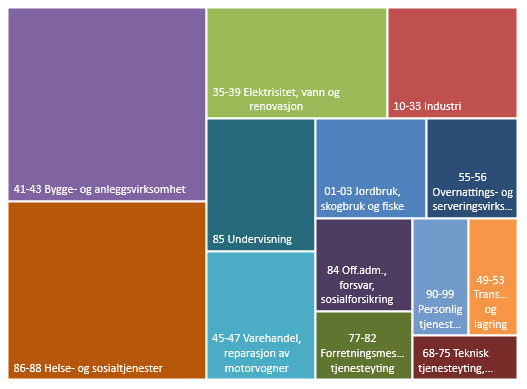 35-39 Elektrisitet, vann og
renovasjon
10-33 Industri
41-43 Bygge- og anleggsvirksomhet
85 Undervisning
01-03 Jordbruk,
skogbruk og fiske
55-56
Overnattings- og
serveringsvirks...
84 Off.adm.,
forsvar,
sosialforsikring
90-99
Personlig
tjenest...
49-53
Trans...
og
lagring
86-88 Helse- og sosialtjenester
45-47 Varehandel,
reparasjon av
motorvogner
77-82
Forretningsmes...
tjenesteyting
68-75 Teknisk
tjenesteyting,...